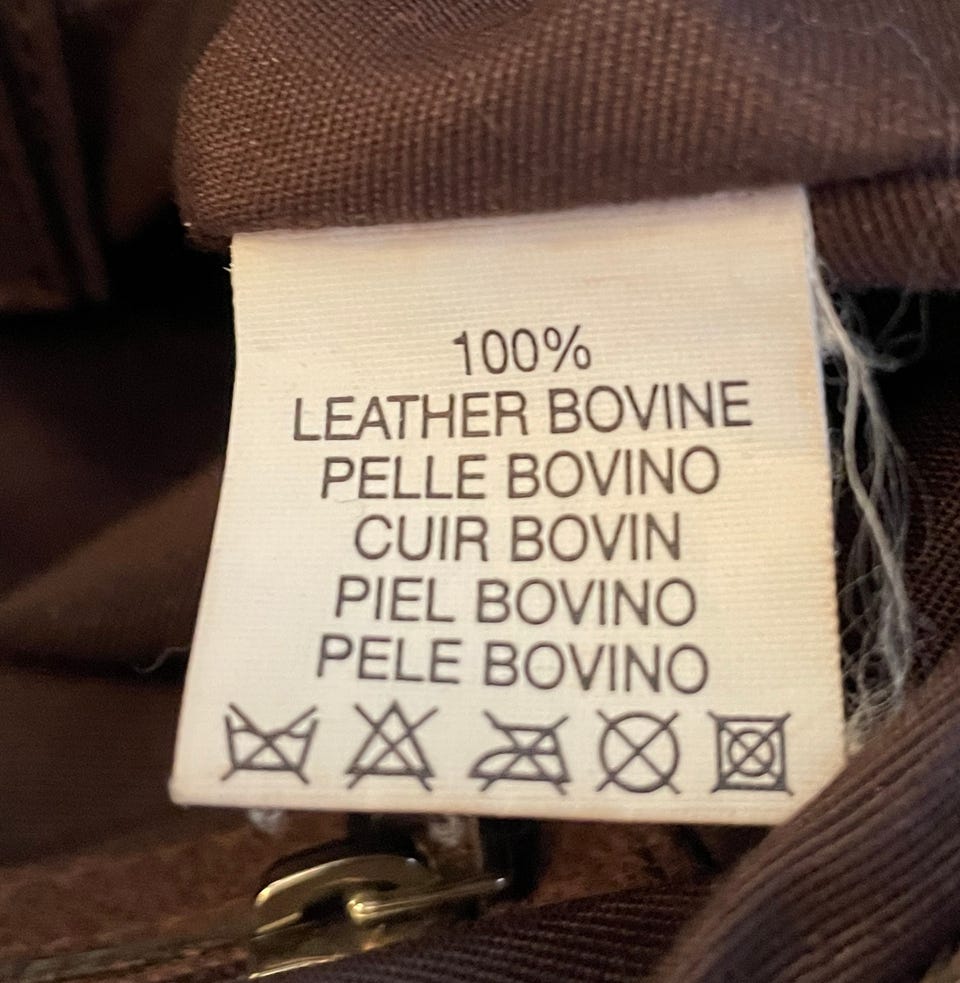 100%
LEATHER BOVINE
PELLE BOVINO
CUIR BOVIN
PIEL BOVINO
PELE BOVINO